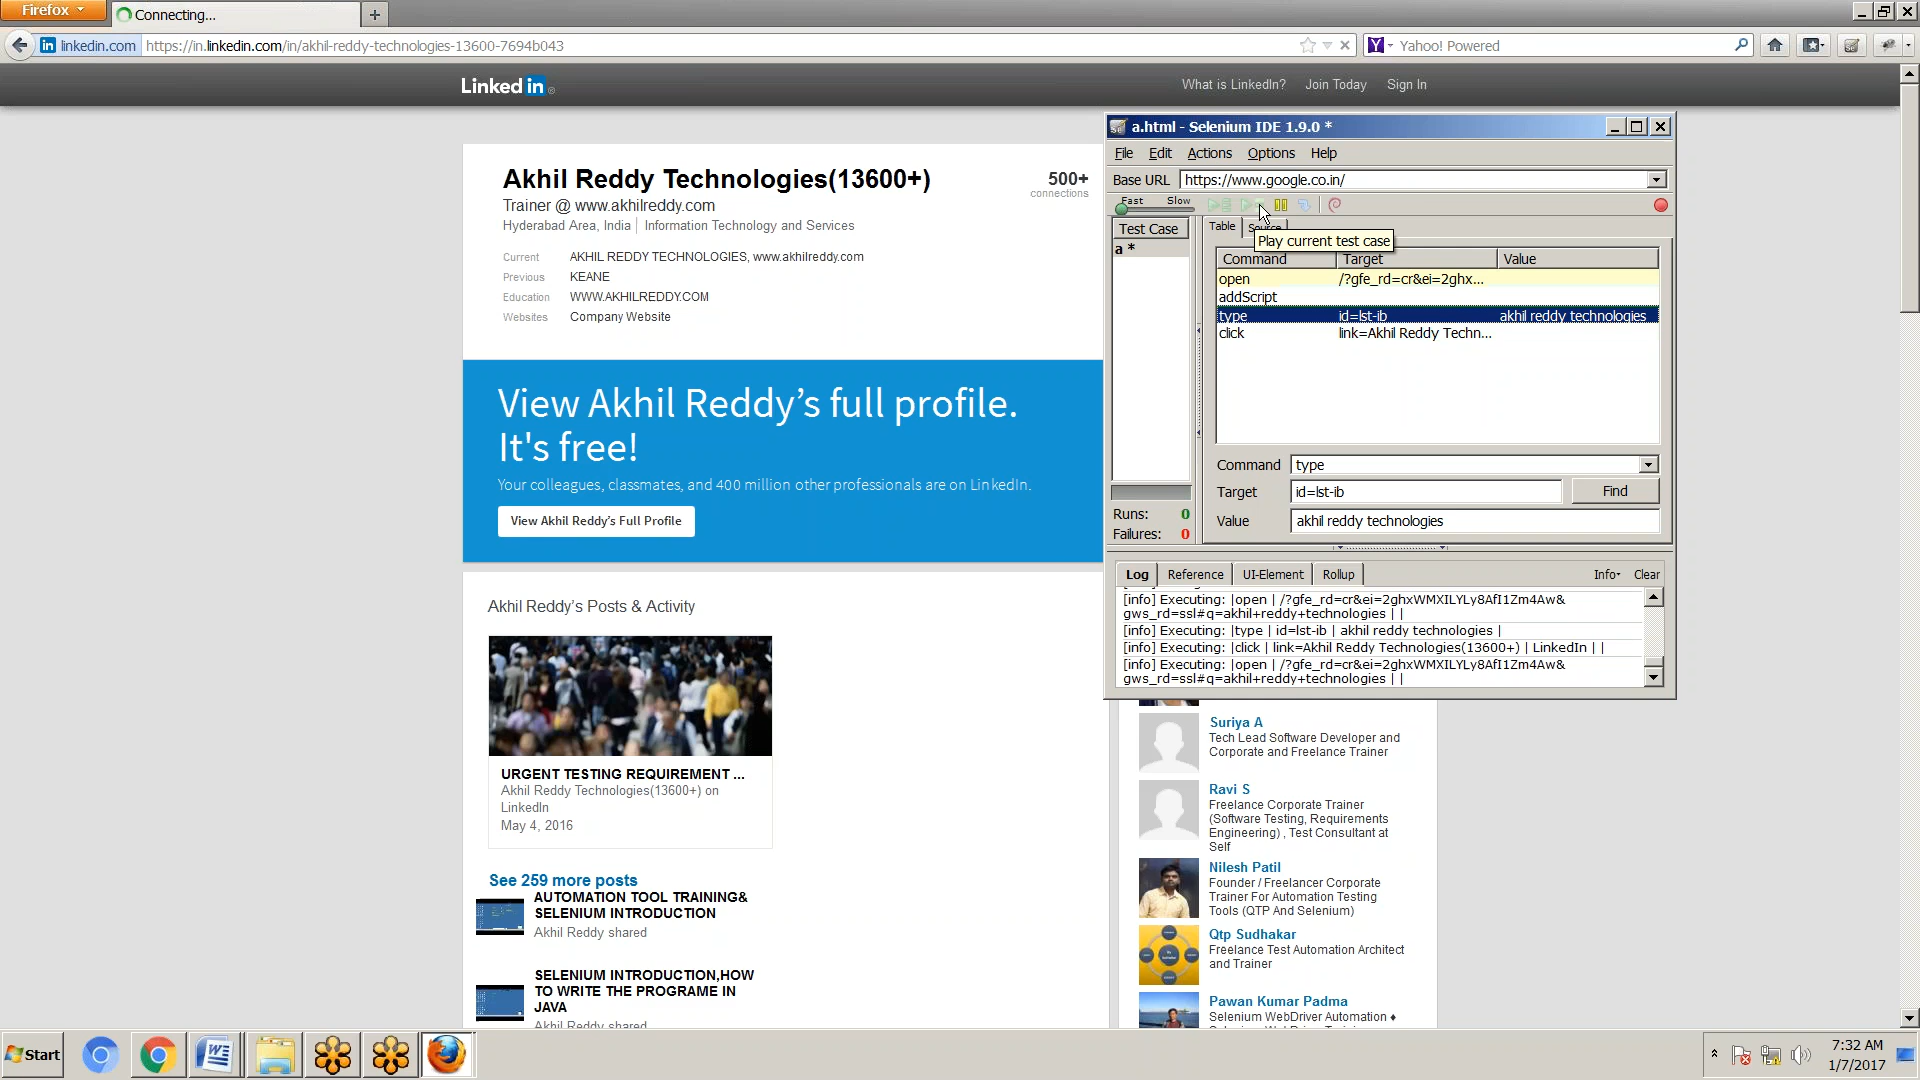 Firefox
Connecting...
linkedin.com
https://in.linkedin.com/in/akhil-reddy-technologies-13600-7694b043
Yahoo! Powered
Linked in
What is LinkedIn?
Join Today
Sign In
Akhil Reddy Technologies(13600+)
500+
connections
Trainer @ www.akhilreddy.com
Hyderabad Area, India
Information Technology and Services
Current
AKHIL REDDY TECHNOLOGIES, www.akhilreddy.com
Previous
KEANE
Education
WWW.AKHILREDDY.COM
Websites
Company Website
View Akhil Reddy’s full profile.
It's free!
Your colleagues, classmates, and 400 million other professionals are on LinkedIn.
View Akhil Reddy’s Full Profile
Akhil Reddy’s Posts & Activity
URGENT TESTING REQUIREMENT ...
Akhil Reddy Technologies(13600+) on
LinkedIn
May 4, 2016
See 259 more posts
AUTOMATION TOOL TRAINING&
SELENIUM INTRODUCTION
Akhil Reddy shared
SELENIUM INTRODUCTION,HOW
TO WRITE THE PROGRAME IN
JAVA
Akhil Reddy shared
a.html - Selenium IDE 1.9.0 *
File
Edit
Actions
Options
Help
Base URL
https://www.google.co.in/
Fast
Slow
Test Case
a *
Table
Source
Play current test case
Command
Target
Value
open
/?gfe_rd=cr&ei=2ghx...
addScript
type
id=lst-ib
akhil reddy technologies
click
link=Akhil Reddy Techn...
Command
type
Target
id=lst-ib
Find
Value
akhil reddy technologies
Runs:
0
Failures:
0
Log
Reference
UI-Element
Rollup
Info
Clear
[info] Executing: |open | /?gfe_rd=cr&ei=2ghxWMXILYLy8AfI1Zm4Aw&
gws_rd=ssl#q=akhil+reddy+technologies | |
[info] Executing: |type | id=lst-ib | akhil reddy technologies |
[info] Executing: |click | link=Akhil Reddy Technologies(13600+) | LinkedIn | |
[info] Executing: |open | /?gfe_rd=cr&ei=2ghxWMXILYLy8AfI1Zm4Aw&
gws_rd=ssl#q=akhil+reddy+technologies | |
Suriya A
Tech Lead Software Developer and
Corporate and Freelance Trainer
Ravi S
Freelance Corporate Trainer
(Software Testing, Requirements
Engineering) , Test Consultant at
Self
Nilesh Patil
Founder / Freelancer Corporate
Trainer For Automation Testing
Tools (QTP And Selenium)
Qtp Sudhakar
Freelance Test Automation Architect
and Trainer
Pawan Kumar Padma
Selenium WebDriver Automation ♦
Start
7:32 AM
1/7/2017